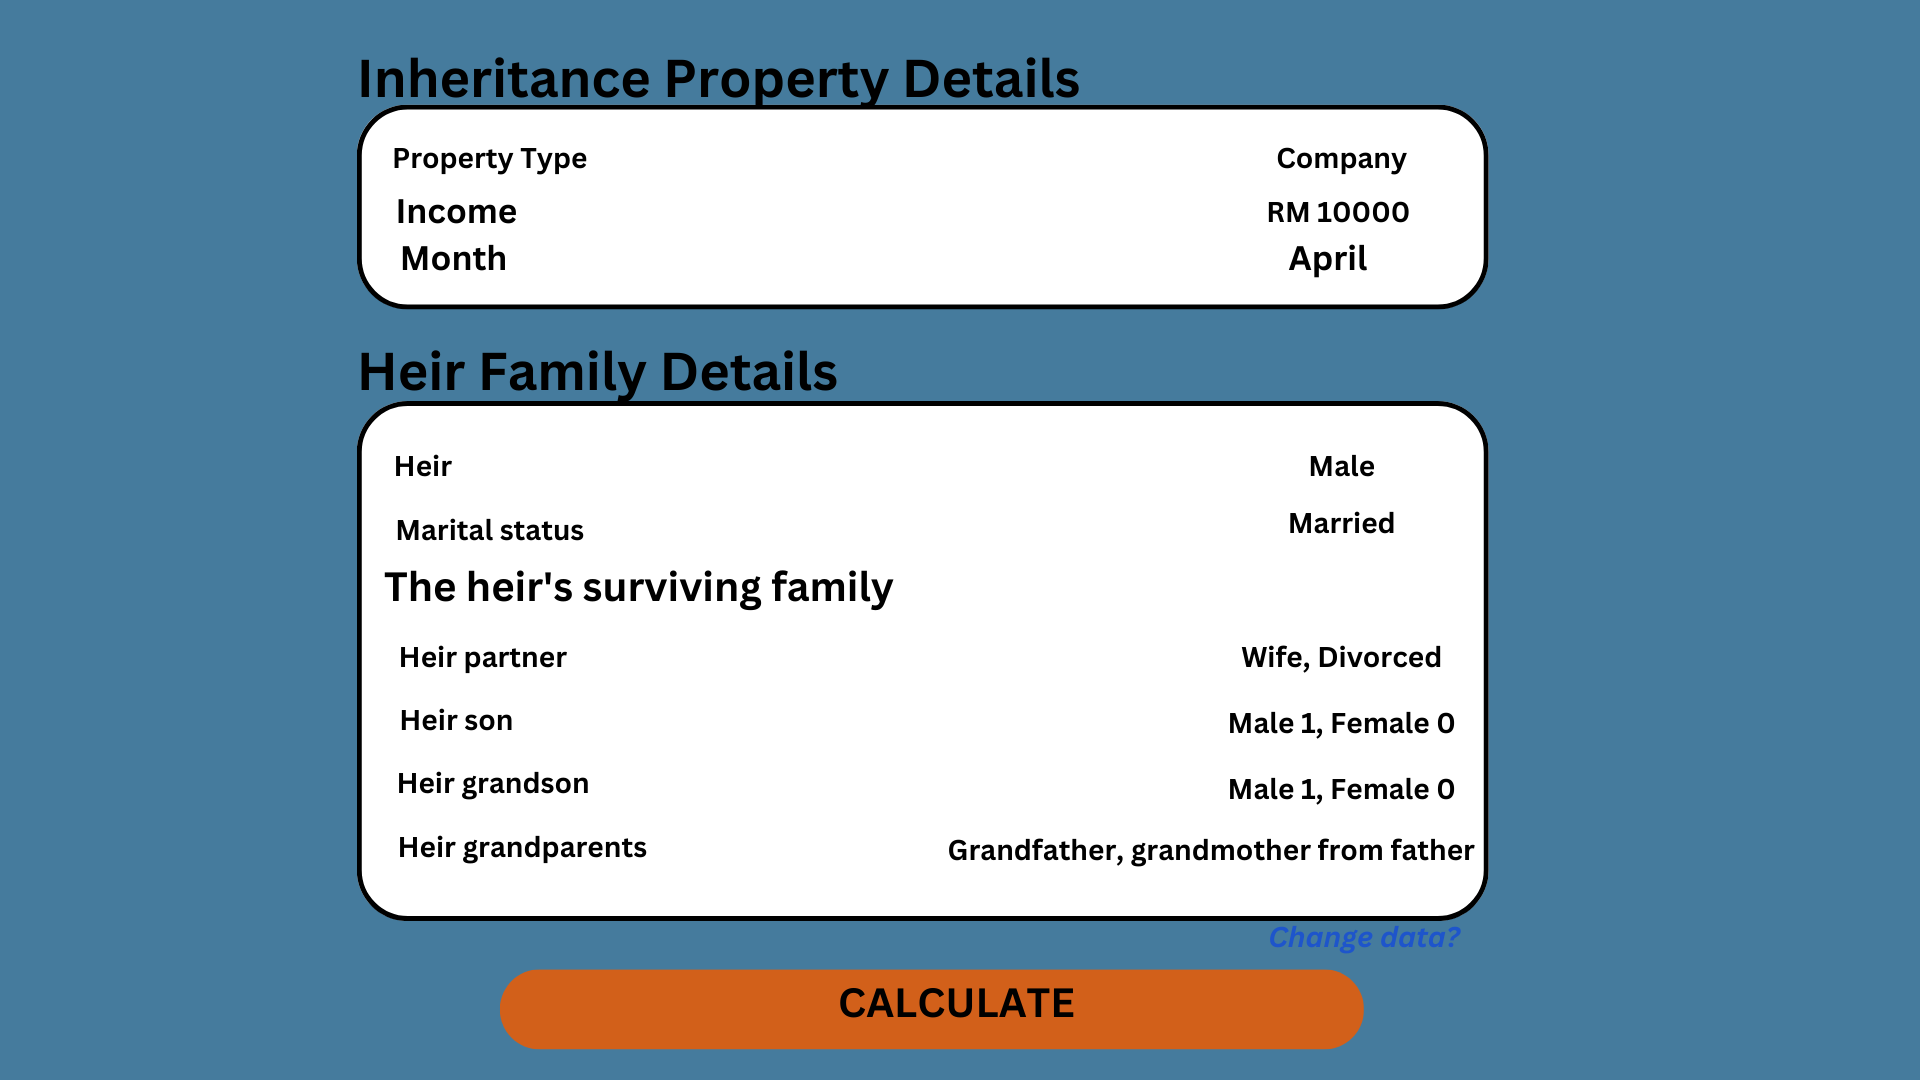 Inheritance Property Details
Property Type Company
Income RM 10000
Month April
Heir Family Details
Heir Male
Marital status Married
The heir's surviving family
Heir partner Wife, Divorced
Heir son Male 1, Female 0
Heir grandson Male 1, Female 0
Heir grandparents Grandfather, grandmother from father
Change data?
CALCULATE